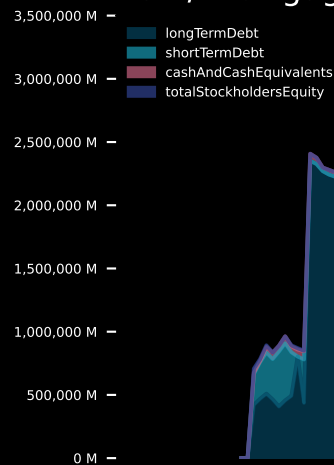 3,500,000 M
longTermDebt
shortTermDebt
3,000,000 M
cashAndCashEquivalents
totalStockholdersEquity
2,500,000 M
2,000,000 M
1,500,000 M
1,000,000 M
500,000 M
0 M